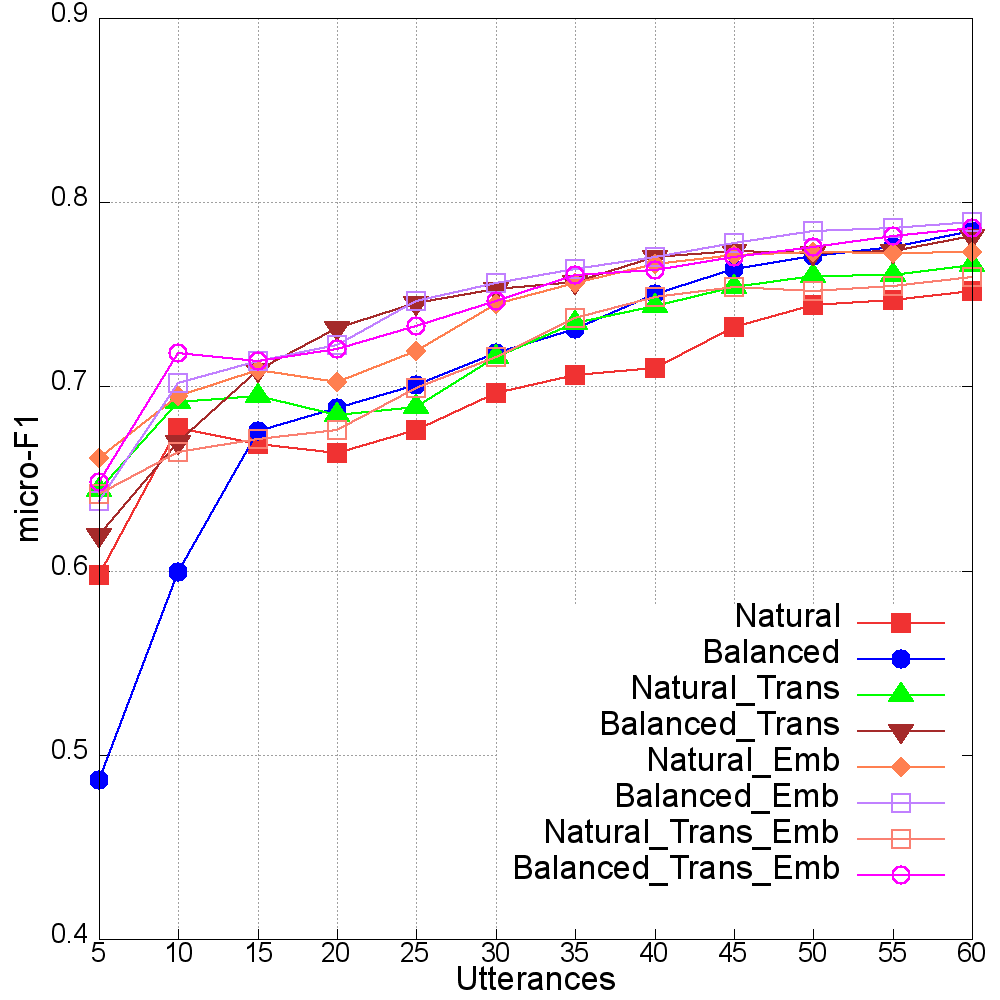 0.9
0.8
0.7
0.6
0.5
0.4
micro-F1
Natural
Balanced
Natural_Trans
Balanced_Trans
Natural_Emb
Balanced_Emb
Natural_Trans_Emb
Balanced_Trans_Emb
5 10 15 20 25 30 35 40 45 50 55 60
Utterances